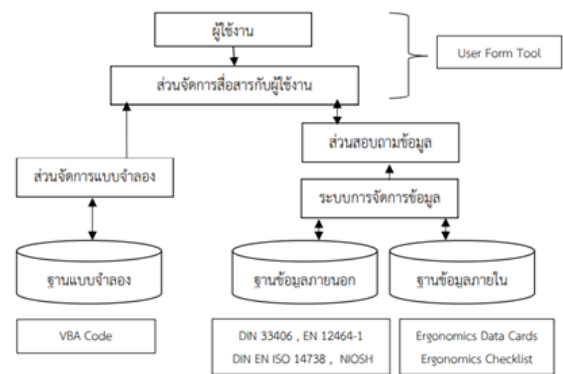 ผู้ใช้งาน
User Form Tool
ส่วนจัดการสื่อสารกับผู้ใช้งาน
ส่วนสอบถามข้อมูล
ส่วนจัดการแบบจำลอง
ระบบการจัดการข้อมูล
ฐานแบบจำลอง
ฐานข้อมูลภายนอก
ฐานข้อมูลภายใน
VBA Code
DIN 33406 , EN 12464-1
DIN EN ISO 14738 , NIOSH
Ergonomics Data Cards
Ergonomics Checklist